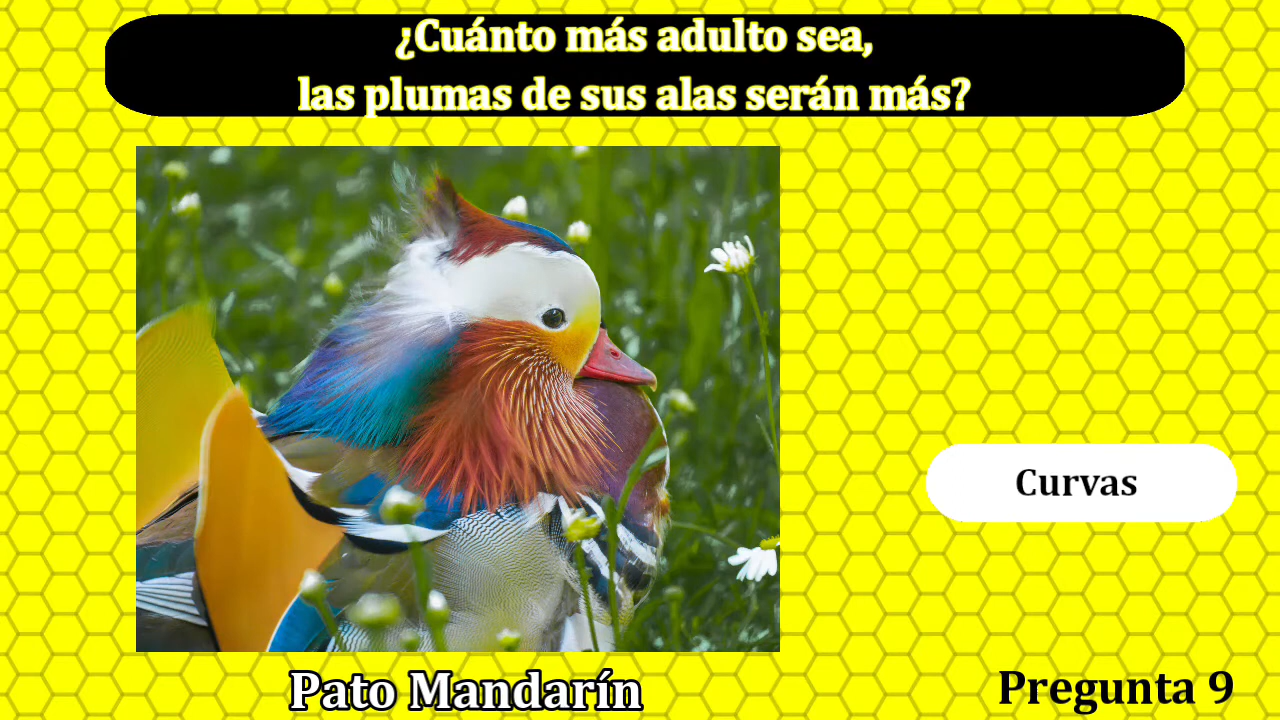 ¿Cuánto más adulto sea,
las plumas de sus alas serán más?
Curvas
Pato Mandarín
Pregunta 9